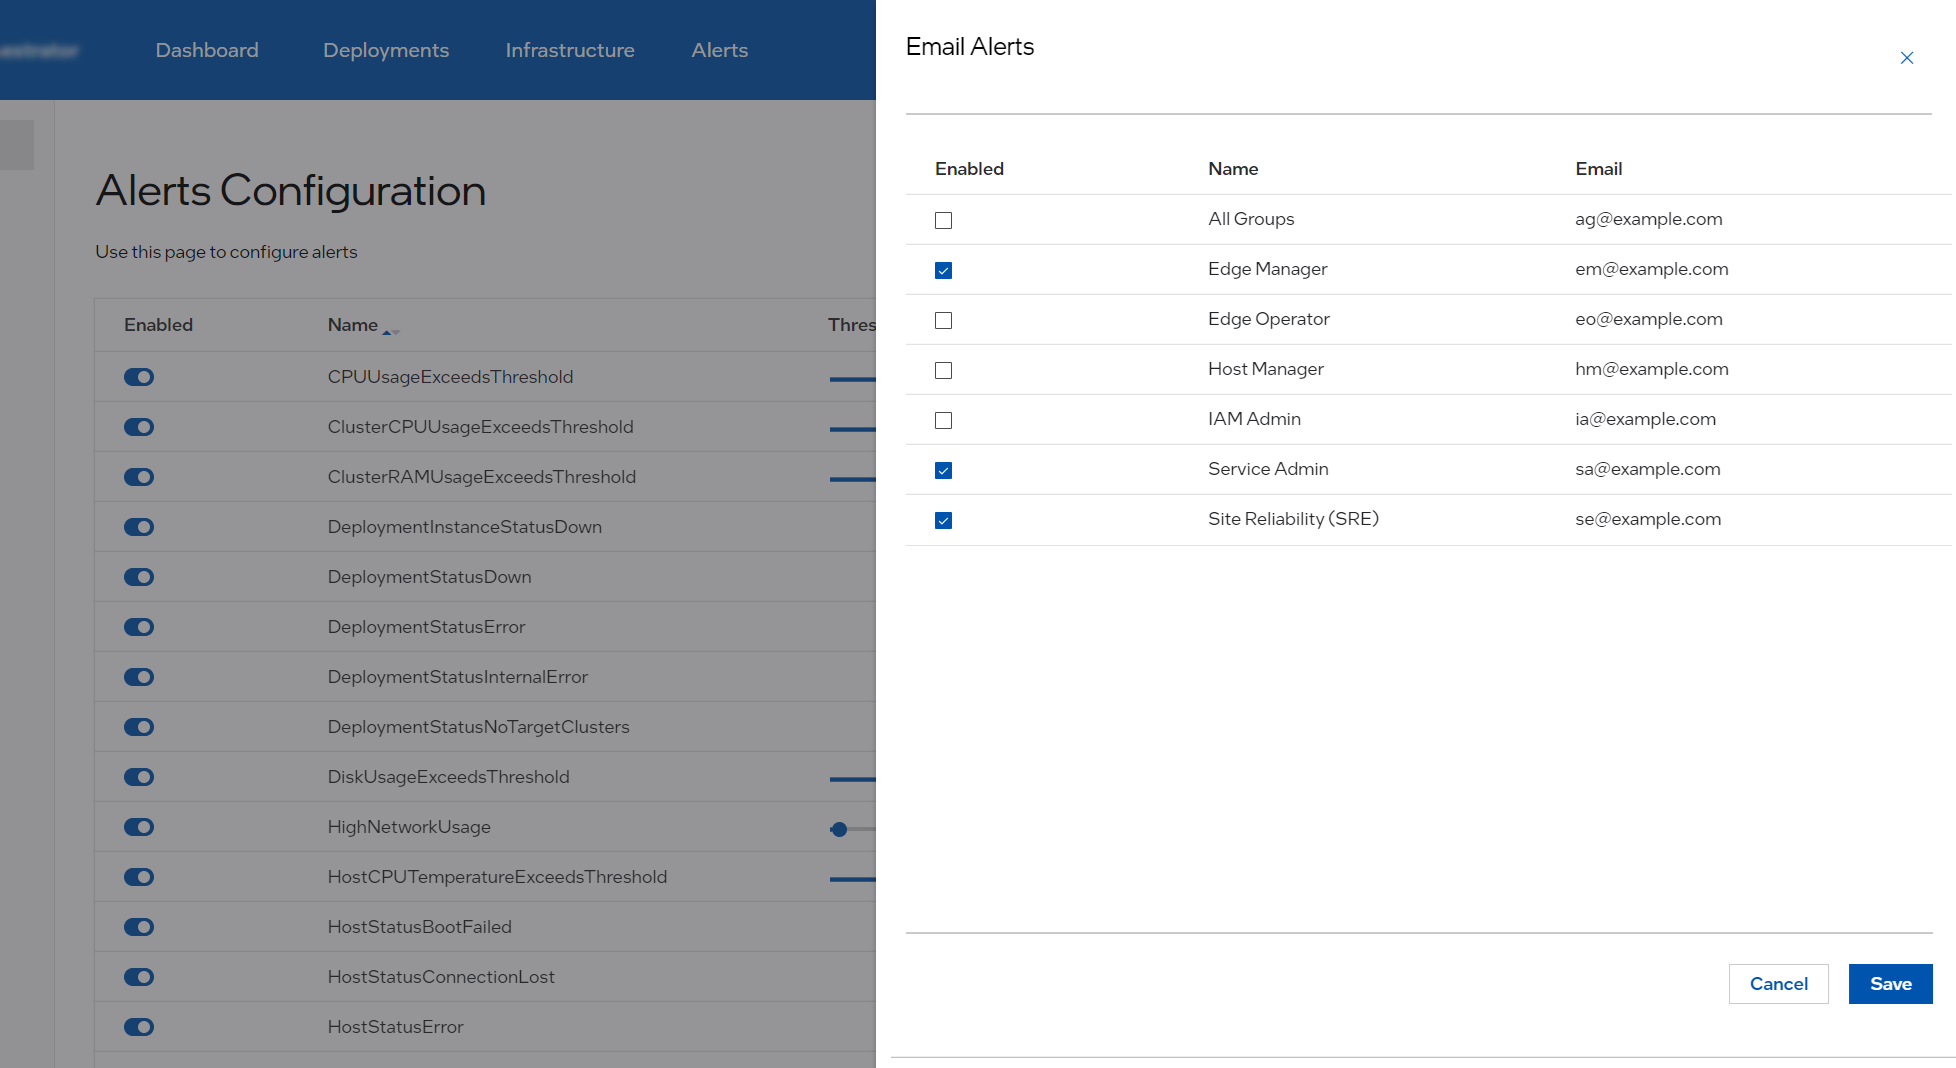 Dashboard Deployments Infrastructure Alerts
Alerts Configuration
Use this page to configure alerts
Enabled Name Thres
CPUUsageExceedsThreshold
ClusterCPUUsageExceedsThreshold
ClusterRAMUsageExceedsThreshold
DeploymentInstanceStatusDown
DeploymentStatusDown
DeploymentStatusError
DeploymentStatusInternalError
DeploymentStatusNoTargetClusters
DiskUsageExceedsThreshold
HighNetworkUsage
HostCPUTemperatureExceedsThreshold
HostStatusBootFailed
HostStatusConnectionLost
HostStatusError
Email Alerts
Enabled Name Email
All Groups ag@example.com
Edge Manager em@example.com
Edge Operator eo@example.com
Host Manager hm@example.com
IAM Admin ia@example.com
Service Admin sa@example.com
Site Reliability (SRE) se@example.com
Cancel Save